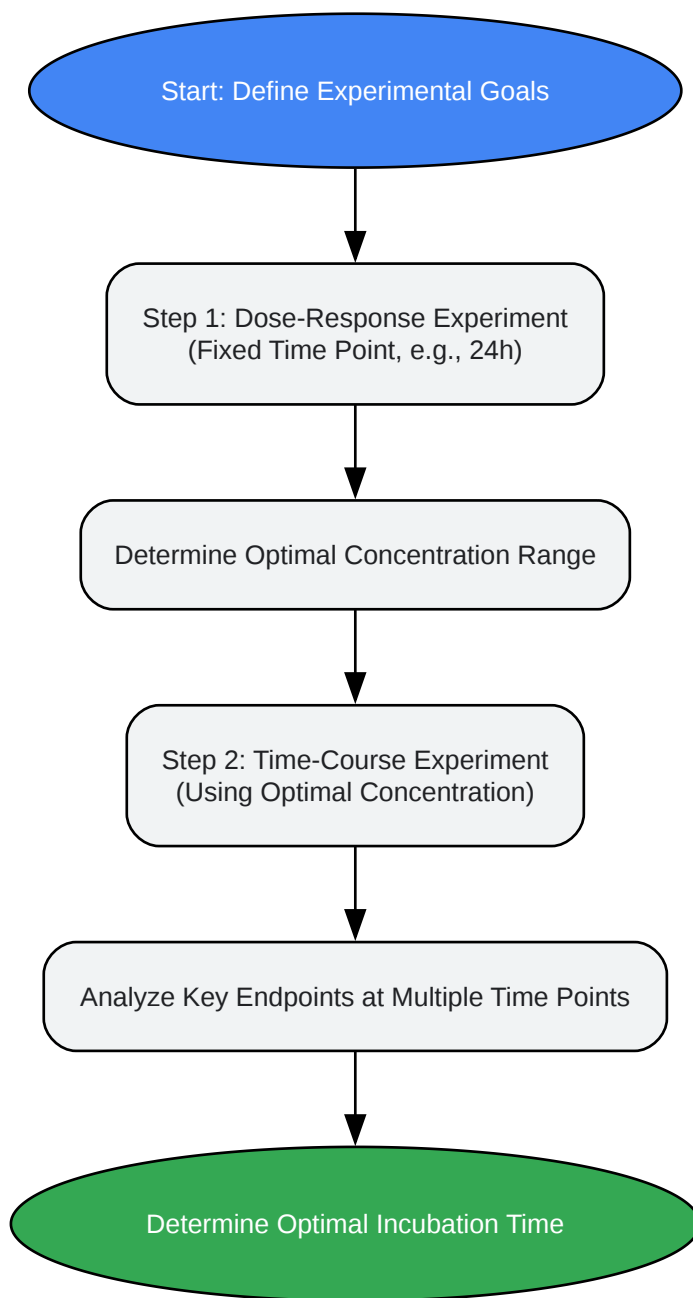 Start: Define Experimental Goals
Step 1: Dose-Response Experiment
(Fixed Time Point, e.g., 24h)
Determine Optimal Concentration Range
Step 2: Time-Course Experiment
(Using Optimal Concentration)
Analyze Key Endpoints at Multiple Time Points
Determine Optimal Incubation Time